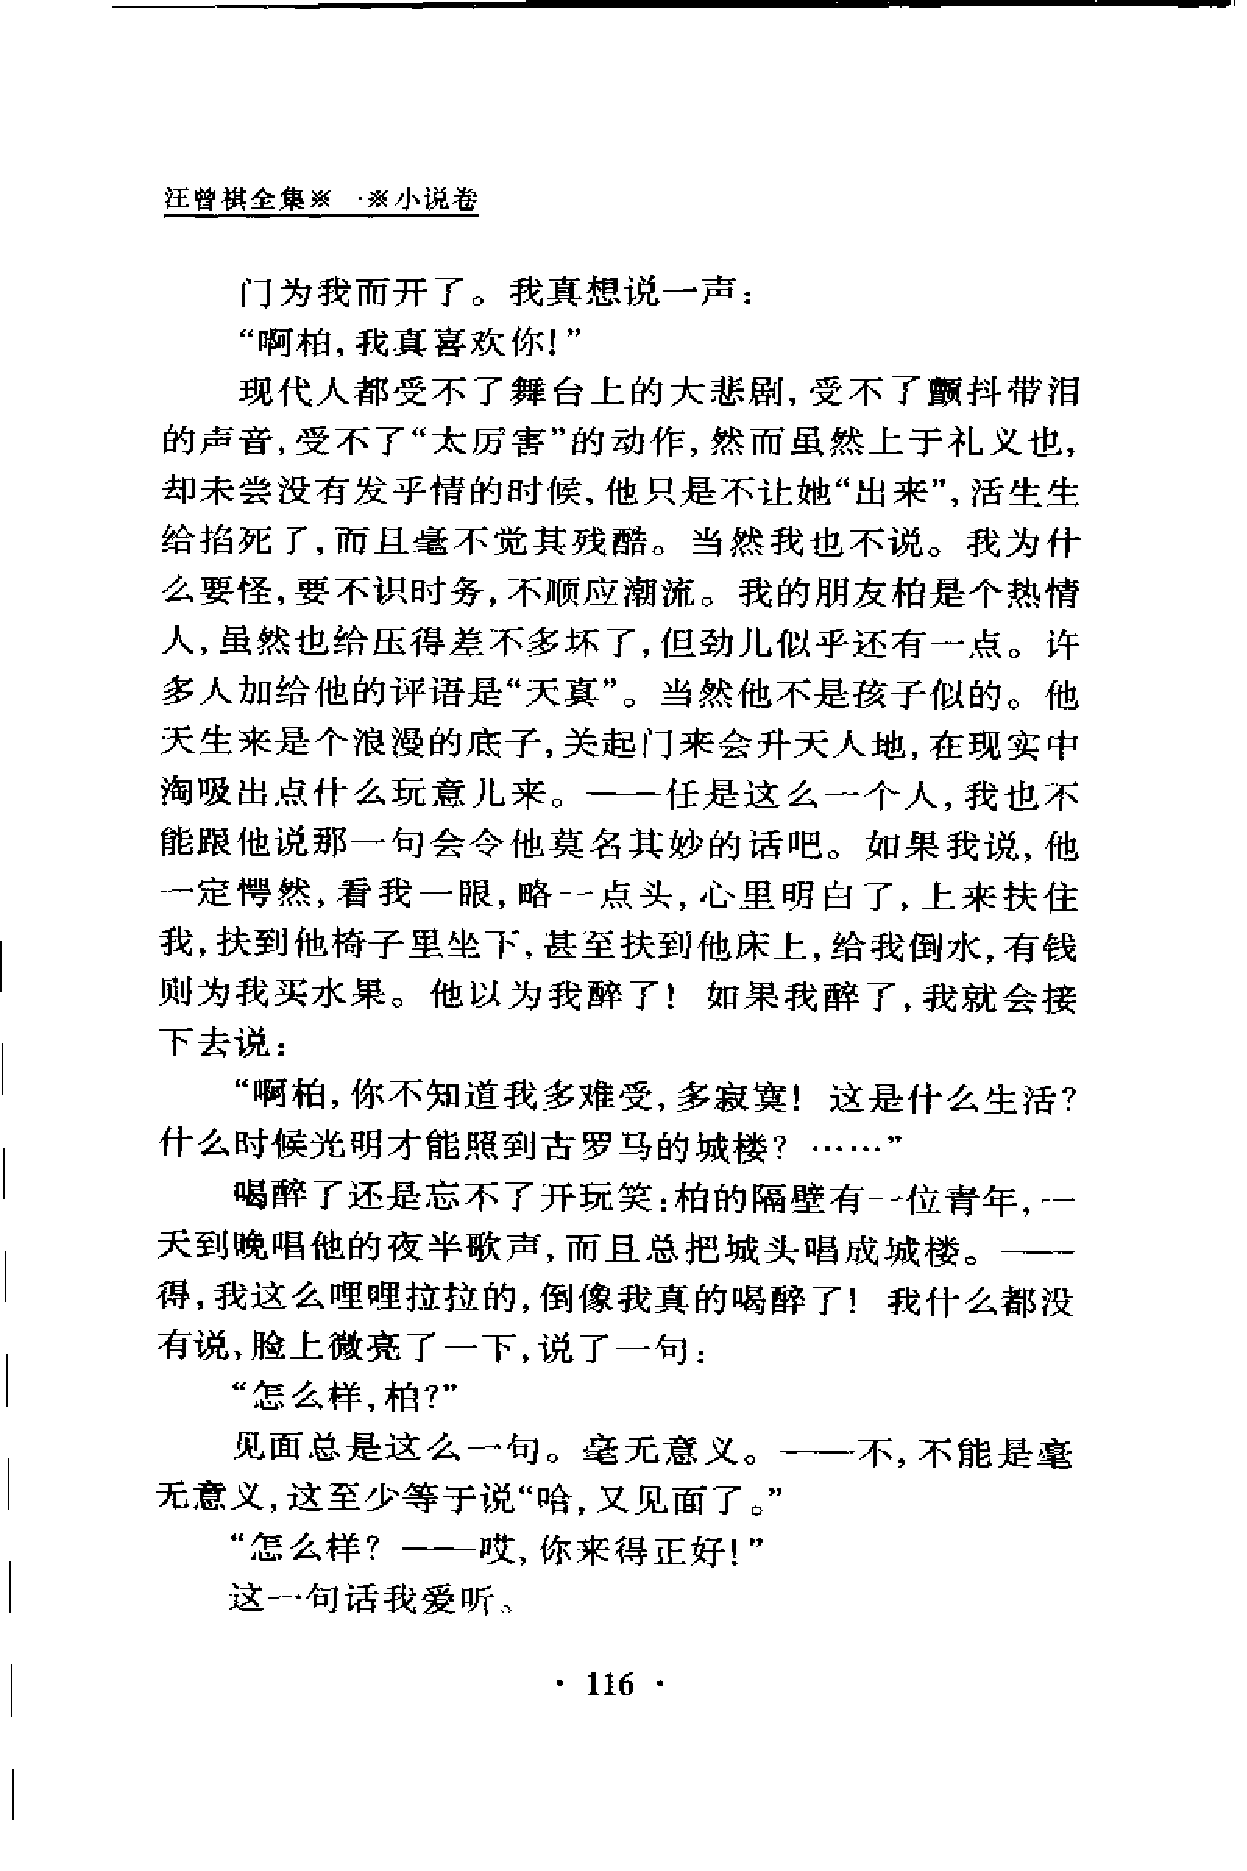 汪曾祺全集※一※小说卷
门为我而开了。我真想说一声：
“啊柏，我真喜欢你！”
现代人都受不了舞台上的大悲剧，受不了颤抖带泪
的声音，受不了“太厉害”的动作，然而虽然上于礼义也，
却未尝没有发乎情的时候，他只是不让她“出来”，活生生
给掐死了，而且毫不觉其残酷。当然我也不说。我为什
么要怪，要不识时务，不顺应潮流。我的朋友柏是个热情
人，虽然也给压得差不多坏了，但劲儿似乎还有一点。许
多人加给他的评语是“天真”。当然他不是孩子似的。他
天生来是个浪漫的底子，关起门来会升天入地，在现实中
淘吸出点什么玩意儿来。——任是这么一个人，我也不
能跟他说那一句会令他莫名其妙的话吧。如果我说，他
一定愕然，看我一眼，略一点头，心里明白了，上来扶住
我，扶到他椅子里坐下，甚至扶到他床上，给我倒水，有钱
则为我买水果。他以为我醉了！如果我醉了，我就会接
下去说：
“啊柏，你不知道我多难受，多寂寞！这是什么生活？
什么时候光明才能照到古罗马的城楼？……”
喝醉了还是忘不了开玩笑：柏的隔壁有一位青年，一
天到晚唱他的夜半歌声，而且总把城头唱成城楼。——
得，我这么哩哩拉拉的，倒像我真的喝醉了！我什么都没
有说，脸上微亮了一下，说了一句：
“怎么样，柏？”
见面总是这么一句。毫无意义。——不，不能是毫
无意义，这至少等于说“哈，又见面了。”
“怎么样？——哎，你来得正好！”
这一句话我爱听。
· 116 ·